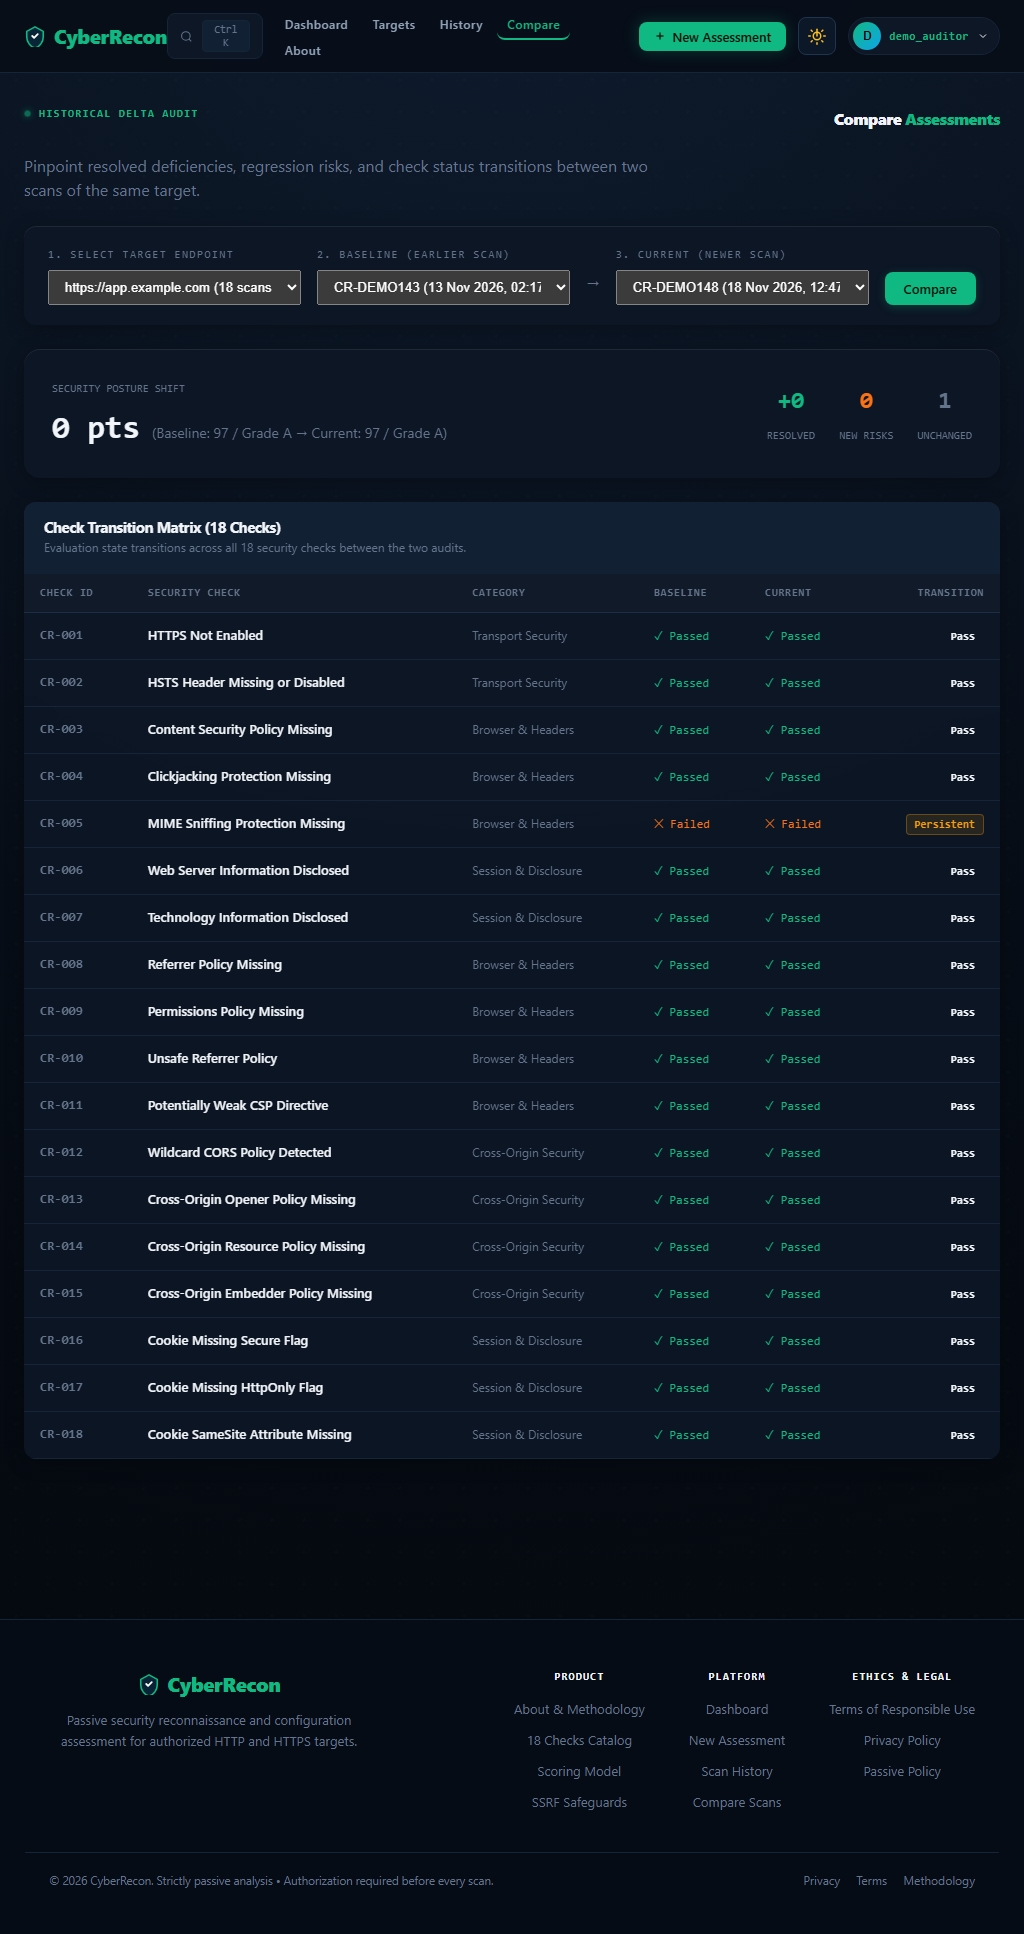 CyberRecon
Ctrl K
Dashboard Targets History Compare
About
+ New Assessment
D demo_auditor
HISTORICAL DELTA AUDIT
Compare Assessments
Pinpoint resolved deficiencies, regression risks, and check status transitions between two
scans of the same target.
1. SELECT TARGET ENDPOINT 2. BASELINE (EARLIER SCAN) 3. CURRENT (NEWER SCAN)
https://app.example.com (18 scans CR-DEMO143 (13 Nov 2026, 02:17 → CR-DEMO148 (18 Nov 2026, 12:47 Compare
SECURITY POSTURE SHIFT
0 pts (Baseline: 97 / Grade A → Current: 97 / Grade A)
+0 0 1
RESOLVED NEW RISKS UNCHANGED
Check Transition Matrix (18 Checks)
Evaluation state transitions across all 18 security checks between the two audits.
CHECK ID SECURITY CHECK CATEGORY BASELINE CURRENT TRANSITION
CR-001 HTTPS Not Enabled Transport Security ✓ Passed ✓ Passed Pass
CR-002 HSTS Header Missing or Disabled Transport Security ✓ Passed ✓ Passed Pass
CR-003 Content Security Policy Missing Browser & Headers ✓ Passed ✓ Passed Pass
CR-004 Clickjacking Protection Missing Browser & Headers ✓ Passed ✓ Passed Pass
CR-005 MIME Sniffing Protection Missing Browser & Headers ✕ Failed ✕ Failed Persistent
CR-006 Web Server Information Disclosed Session & Disclosure ✓ Passed ✓ Passed Pass
CR-007 Technology Information Disclosed Session & Disclosure ✓ Passed ✓ Passed Pass
CR-008 Referrer Policy Missing Browser & Headers ✓ Passed ✓ Passed Pass
CR-009 Permissions Policy Missing Browser & Headers ✓ Passed ✓ Passed Pass
CR-010 Unsafe Referrer Policy Browser & Headers ✓ Passed ✓ Passed Pass
CR-011 Potentially Weak CSP Directive Browser & Headers ✓ Passed ✓ Passed Pass
CR-012 Wildcard CORS Policy Detected Cross-Origin Security ✓ Passed ✓ Passed Pass
CR-013 Cross-Origin Opener Policy Missing Cross-Origin Security ✓ Passed ✓ Passed Pass
CR-014 Cross-Origin Resource Policy Missing Cross-Origin Security ✓ Passed ✓ Passed Pass
CR-015 Cross-Origin Embedder Policy Missing Cross-Origin Security ✓ Passed ✓ Passed Pass
CR-016 Cookie Missing Secure Flag Session & Disclosure ✓ Passed ✓ Passed Pass
CR-017 Cookie Missing HttpOnly Flag Session & Disclosure ✓ Passed ✓ Passed Pass
CR-018 Cookie SameSite Attribute Missing Session & Disclosure ✓ Passed ✓ Passed Pass
CyberRecon
Passive security reconnaissance and configuration
assessment for authorized HTTP and HTTPS targets.
PRODUCT
About & Methodology
18 Checks Catalog
Scoring Model
SSRF Safeguards
PLATFORM
Dashboard
New Assessment
Scan History
Compare Scans
ETHICS & LEGAL
Terms of Responsible Use
Privacy Policy
Passive Policy
© 2026 CyberRecon. Strictly passive analysis • Authorization required before every scan.
Privacy Terms Methodology